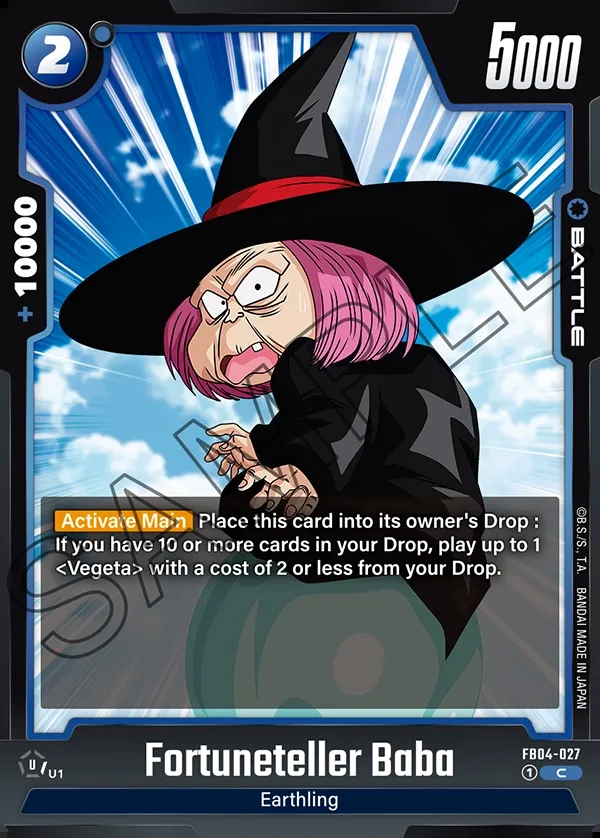 2
5000
+ 10000
BATTLE
SAMPLE
Activate Main Place this card into its owner's Drop :
If you have 10 or more cards in your Drop, play up to 1
<Vegeta> with a cost of 2 or less from your Drop.
©B.S./S., T.A. BANDAI MADE IN JAPAN
U/U1
Fortuneteller Baba
FB04-027
1 C
Earthling